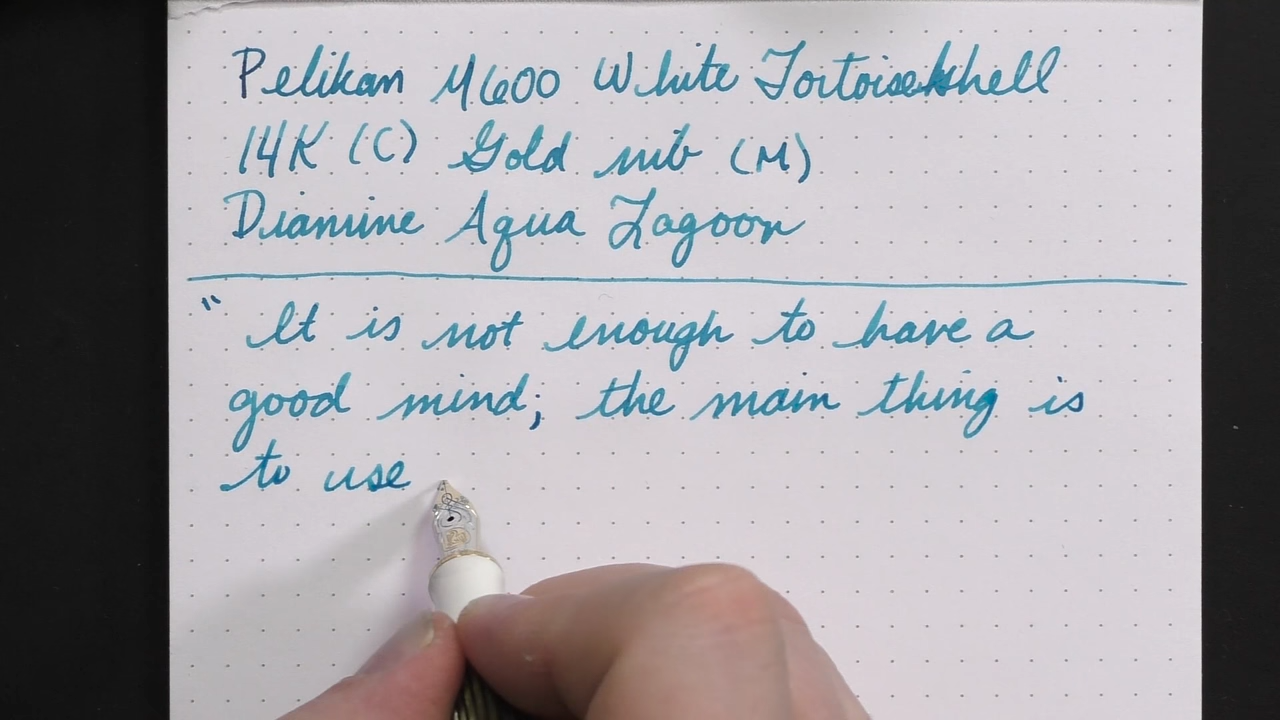 Pelikan M600 White Tortoiseshell
14K (C) Gold nib (M)
Diamine Aqua Lagoon
"It is not enough to have a
good mind; the main thing is
to use